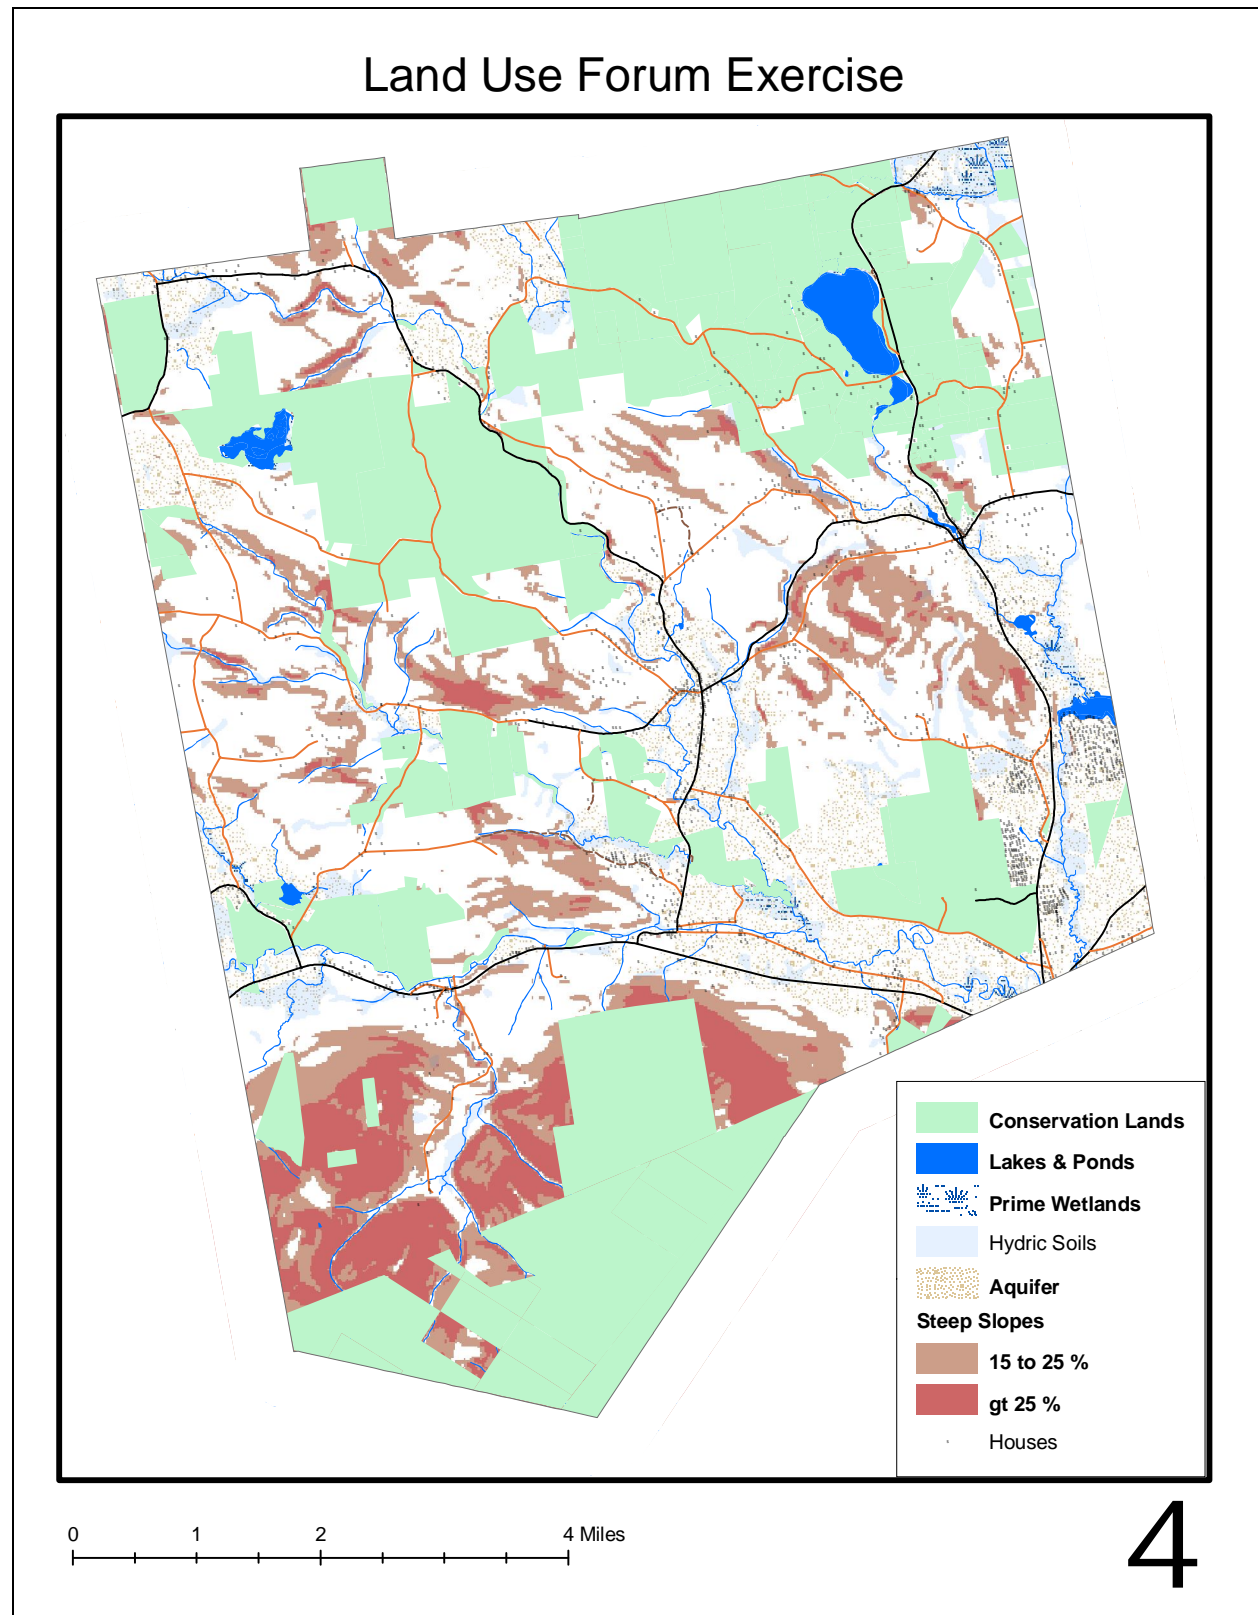 Land Use Forum Exercise
Conservation Lands
Lakes & Ponds
Prime Wetlands
Hydric Soils
Aquifer
Steep Slopes
15 to 25 %
gt 25 %
Houses
0 1 2 4 Miles
4